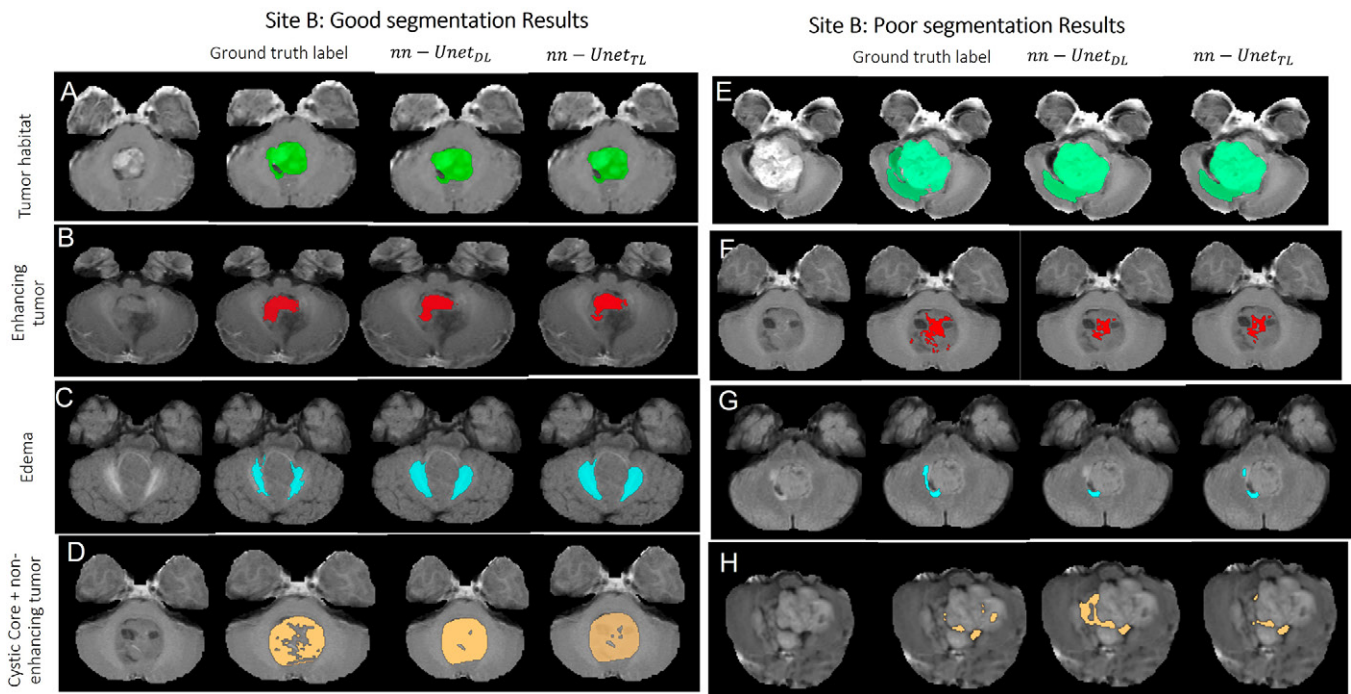 Site B: Good segmentation Results
Site B: Poor segmentation Results
Ground truth label
nn − Unet_DL
nn − Unet_TL
Ground truth label
nn − Unet_DL
nn − Unet_TL
Tumor habitat
A
E
Enhancing
tumor
B
F
Edema
C
G
Cystic Core + non-
enhancing tumor
D
H